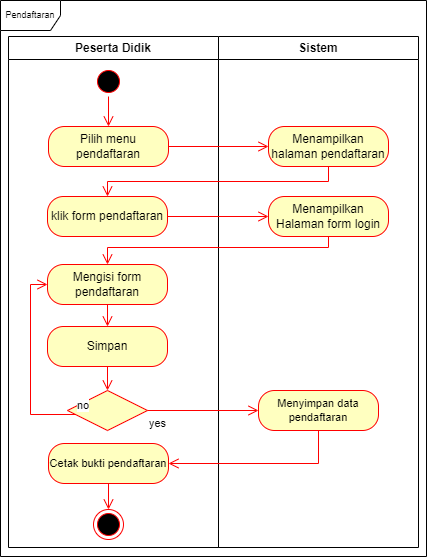 Pendaftaran
Peserta Didik
Sistem
Pilih menu
pendaftaran
Menampilkan
halaman pendaftaran
klik form pendaftaran
Menampilkan
Halaman form login
Mengisi form
pendaftaran
Simpan
no
yes
Menyimpan data
pendaftaran
Cetak bukti pendaftaran